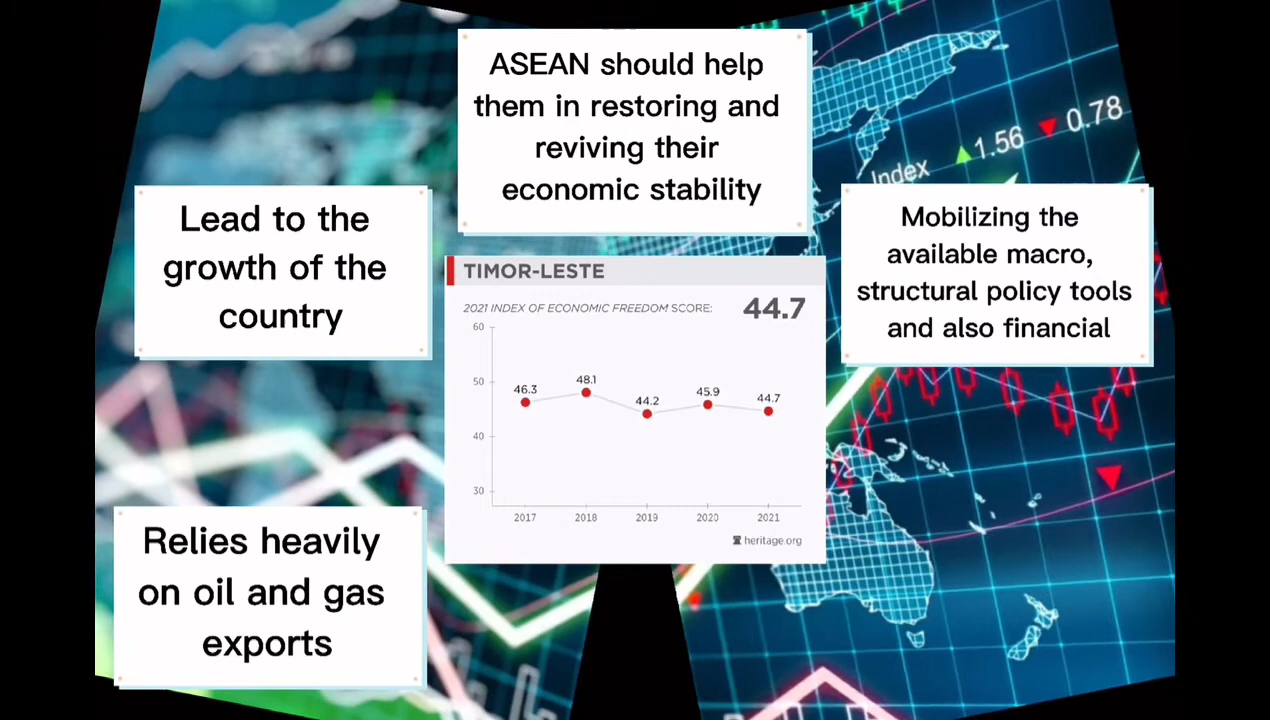 ASEAN should help
them in restoring and
reviving their
economic stability
Index
1.56
0.78
Lead to the
growth of the
country
Mobilizing the
available macro,
structural policy tools
and also financial
TIMOR-LESTE
2021 INDEX OF ECONOMIC FREEDOM SCORE: 44.7
60
50
40
30
46.3
48.1
44.2
45.9
44.7
2017 2018 2019 2020 2021
heritage.org
Relies heavily
on oil and gas
exports